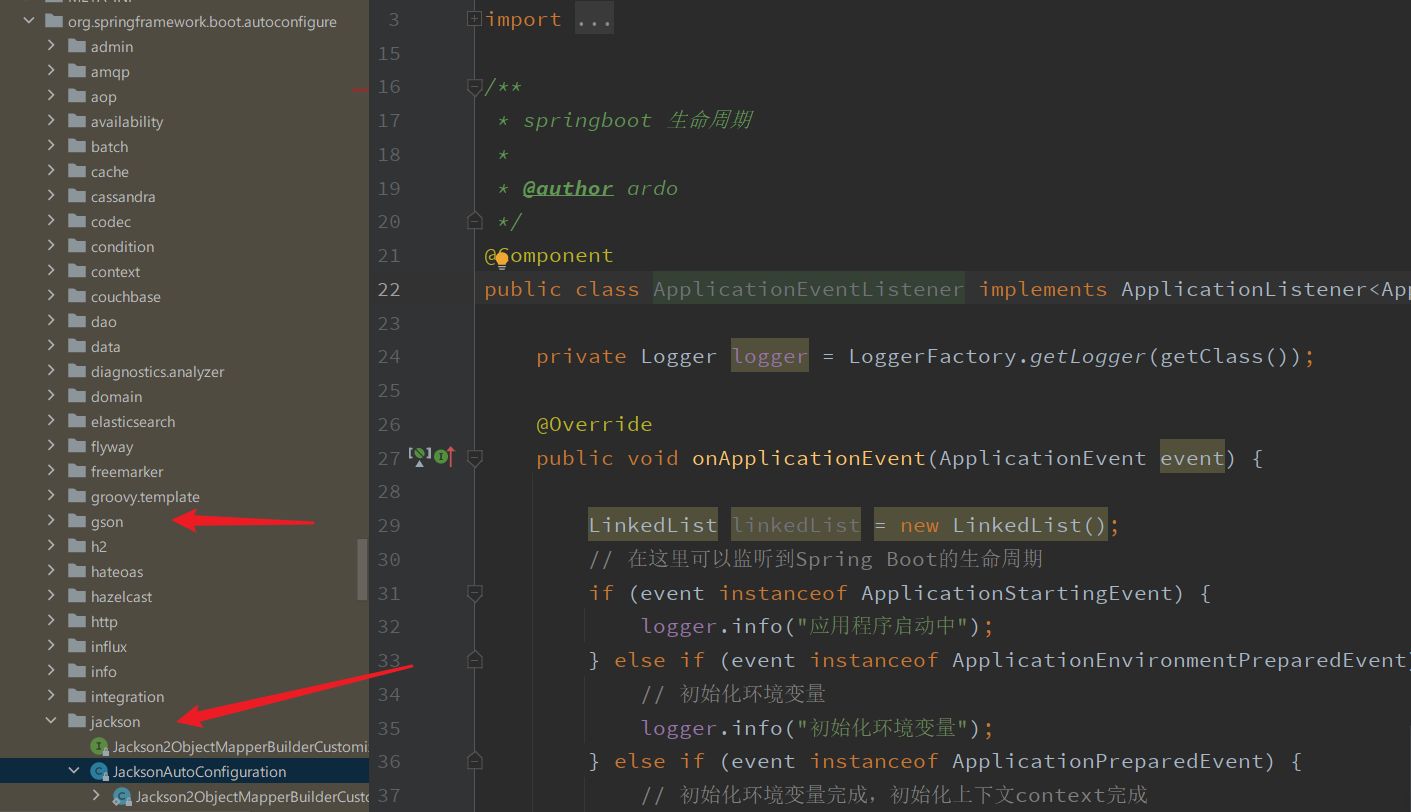 org.springframework.boot.autoconfigure
admin
amqp
aop
availability
batch
cache
cassandra
codec
condition
context
couchbase
dao
data
diagnostics.analyzer
domain
elasticsearch
flyway
freemarker
groovy.template
gson
h2
hateoas
hazelcast
http
influx
info
integration
jackson
Jackson2ObjectMapperBuilderCustomi
JacksonAutoConfiguration
Jackson2ObjectMapperBuilderCusto
3 import ...
15
16 /**
17 * springboot 生命周期
18 *
19 * @author ardo
20 */
21 @Component
22 public class ApplicationEventListener implements ApplicationListener<App
23
24 private Logger logger = LoggerFactory.getLogger(getClass());
25
26 @Override
27 public void onApplicationEvent(ApplicationEvent event) {
28
29 LinkedList linkedList = new LinkedList();
30 // 在这里可以监听到Spring Boot的生命周期
31 if (event instanceof ApplicationStartingEvent) {
32 logger.info("应用程序启动中");
33 } else if (event instanceof ApplicationEnvironmentPreparedEvent)
34 // 初始化环境变量
35 logger.info("初始化环境变量");
36 } else if (event instanceof ApplicationPreparedEvent) {
37 // 初始化环境变量完成，初始化上下文context完成